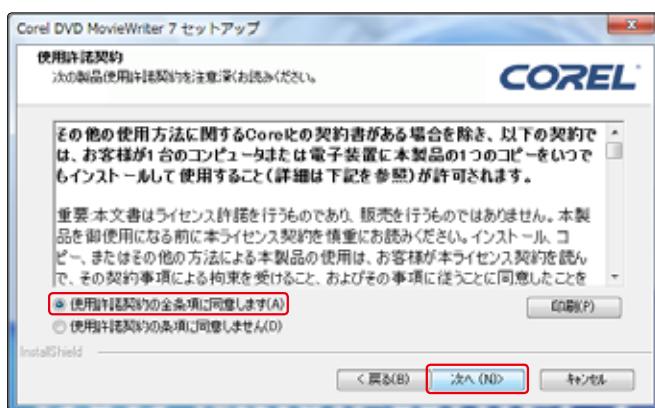 Corel DVD MovieWriter 7 セットアップ
使用許諾契約
次の製品使用許諾契約を注意深くお読みください。
COREL
その他の使用方法に関するCorelとの契約書がある場合を除き、以下の契約で
は、お客様が1 台のコンピュータまたは電子装置に本製品の1つのコピーをいつで
もインストールして使用すること(詳細は下記を参照)が許可されます。
重要:本文書はライセンス許諾を行うものであり、販売を行うものではありません。本製
品を御使用になる前に本ライセンス契約を慎重にお読みください。インストール、コ
ピー、またはその他の方法による本製品の使用は、お客様が本ライセンス契約を読ん
で、その契約事項による拘束を受けること、およびその事項に従うことに同意したことを
使用許諾契約の全条項に同意します(A)
印刷(P)
使用許諾契約の条項に同意しません(D)
InstallShield
< 戻る(B)
次へ (N)>
キャンセル